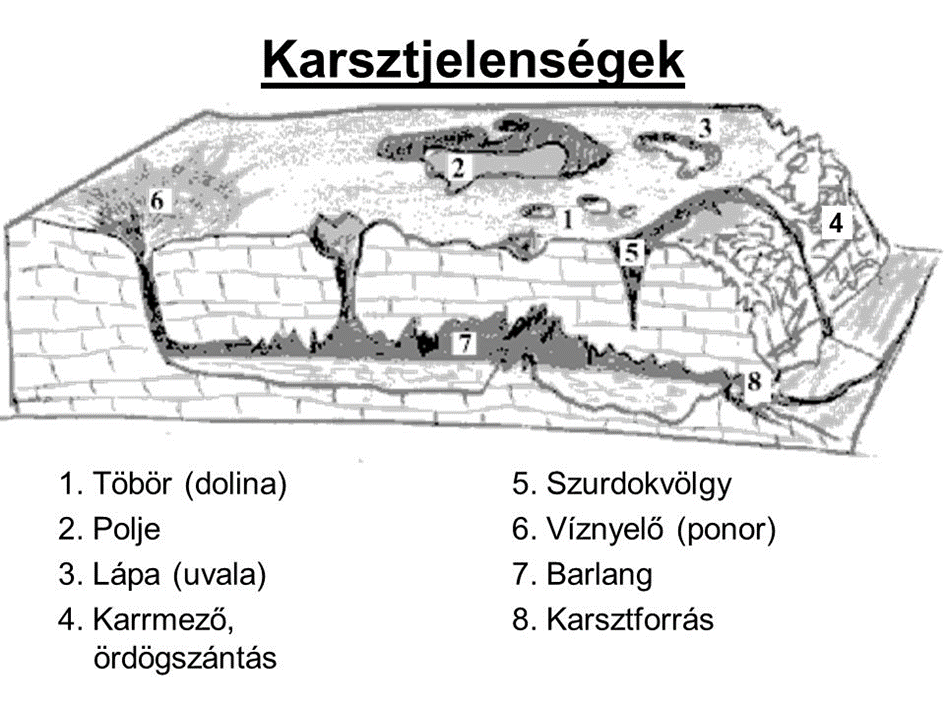 Karsztjelenségek
3
2
6
1
4
5
7
8
1. Töbör (dolina)
2. Polje
3. Lápa (uvala)
4. Karrmező,
ördögszántás
5. Szurdokvölgy
6. Víznyelő (ponor)
7. Barlang
8. Karsztforrás